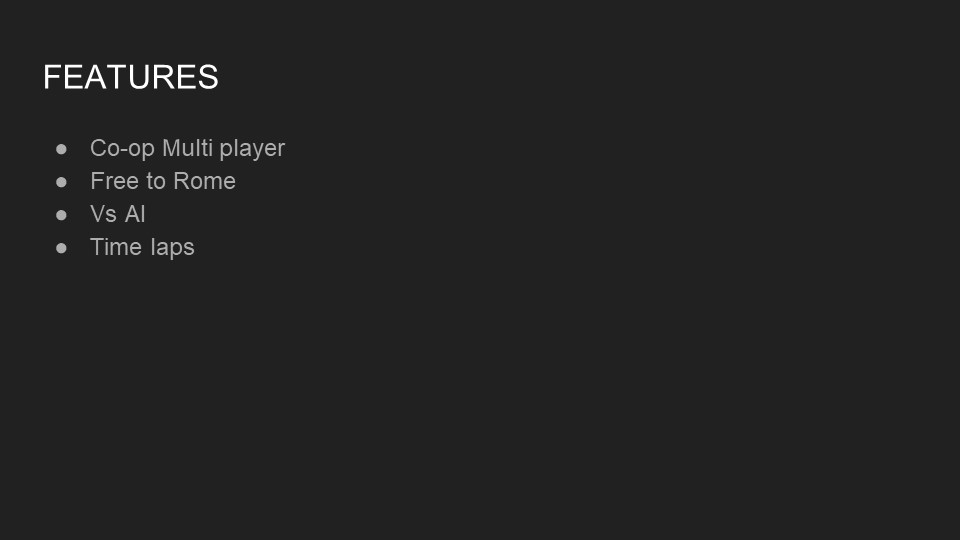 FEATURES
● Co-op Multi player
● Free to Rome
● Vs AI
● Time laps